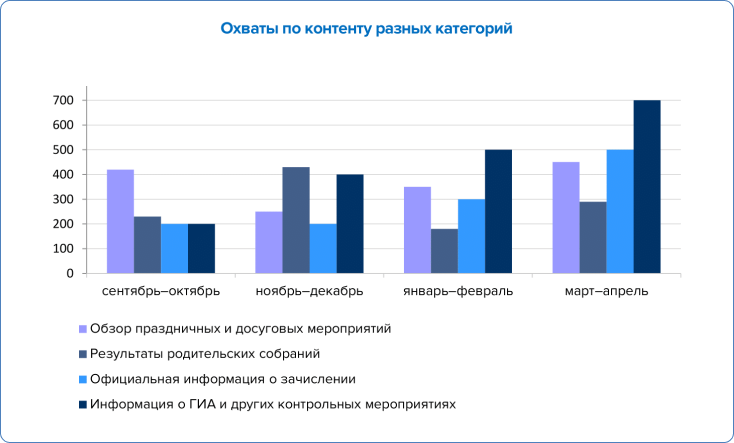 Охваты по контенту разных категорий
700
600
500
400
300
200
100
0
сентябрь–октябрь
ноябрь–декабрь
январь–февраль
март–апрель
Обзор праздничных и досуговых мероприятий
Результаты родительских собраний
Официальная информация о зачислении
Информация о ГИА и других контрольных мероприятиях